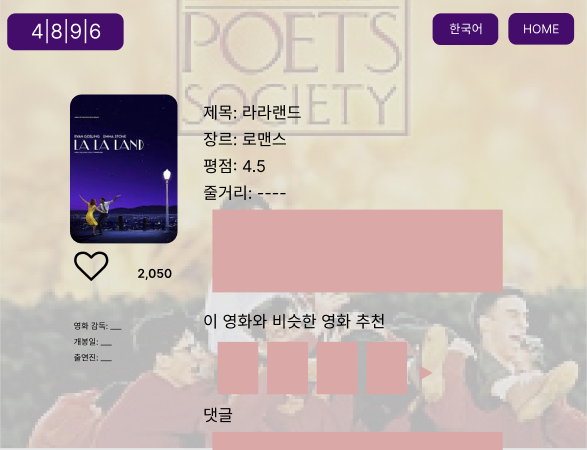 POETS
SOCIETY
4|8|9|6
한국어
HOME
RYAN GOSLING EMMA STONE
LA LA LAND
제목: 라라랜드
장르: 로맨스
평점: 4.5
줄거리: ----
2,050
영화 감독: __
개봉일: __
출연진: __
이 영화와 비슷한 영화 추천
댓글